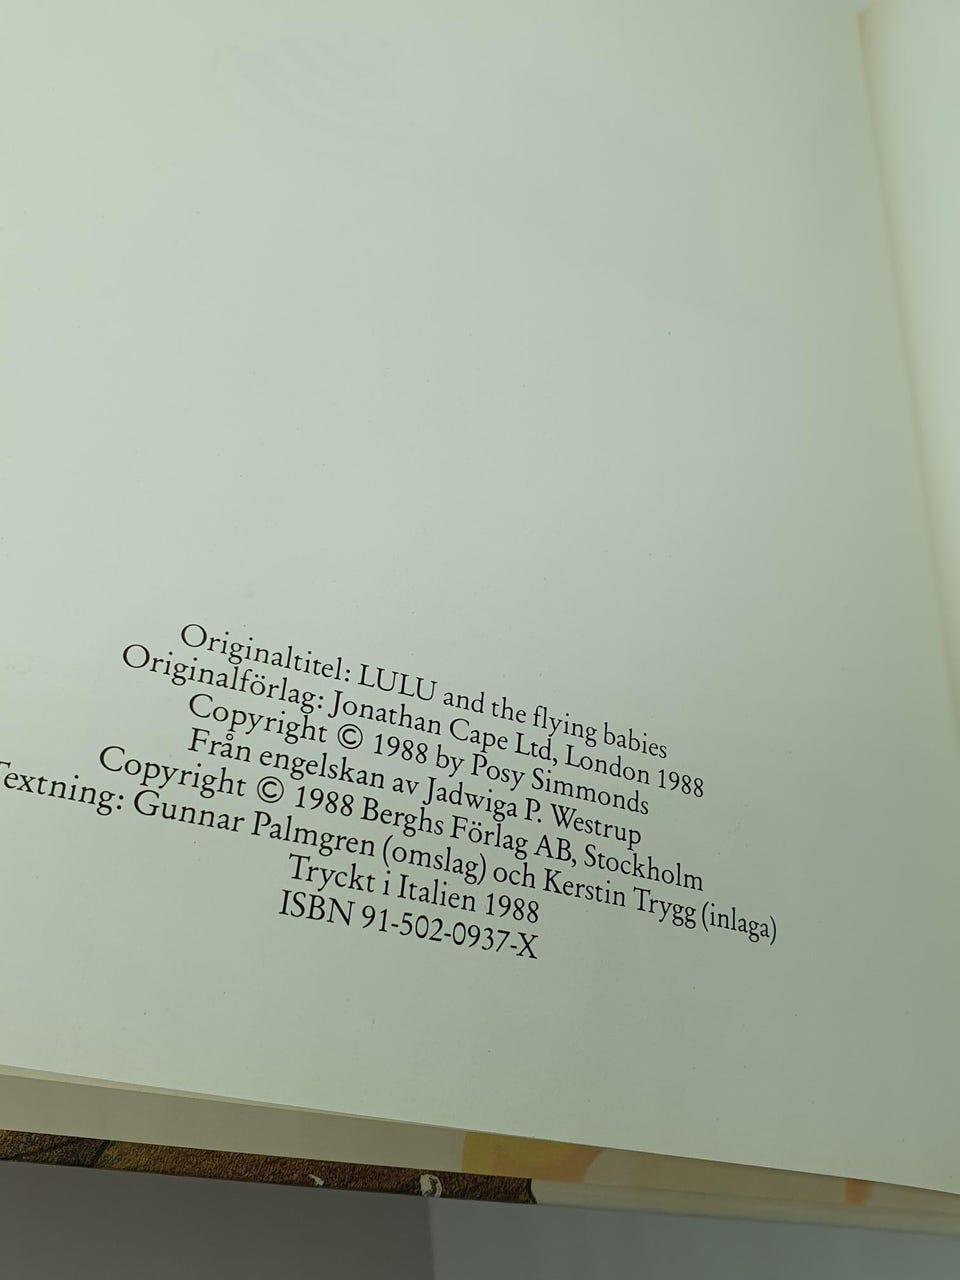 Originaltitel: LULU and the flying babies
Originalförlag: Jonathan Cape Ltd, London 1988
Copyright © 1988 by Posy Simmonds
Från engelskan av Jadwiga P. Westrup
Copyright © 1988 Berghs Förlag AB, Stockholm
Textning: Gunnar Palmgren (omslag) och Kerstin Trygg (inlaga)
Tryckt i Italien 1988
ISBN 91-502-0937-X